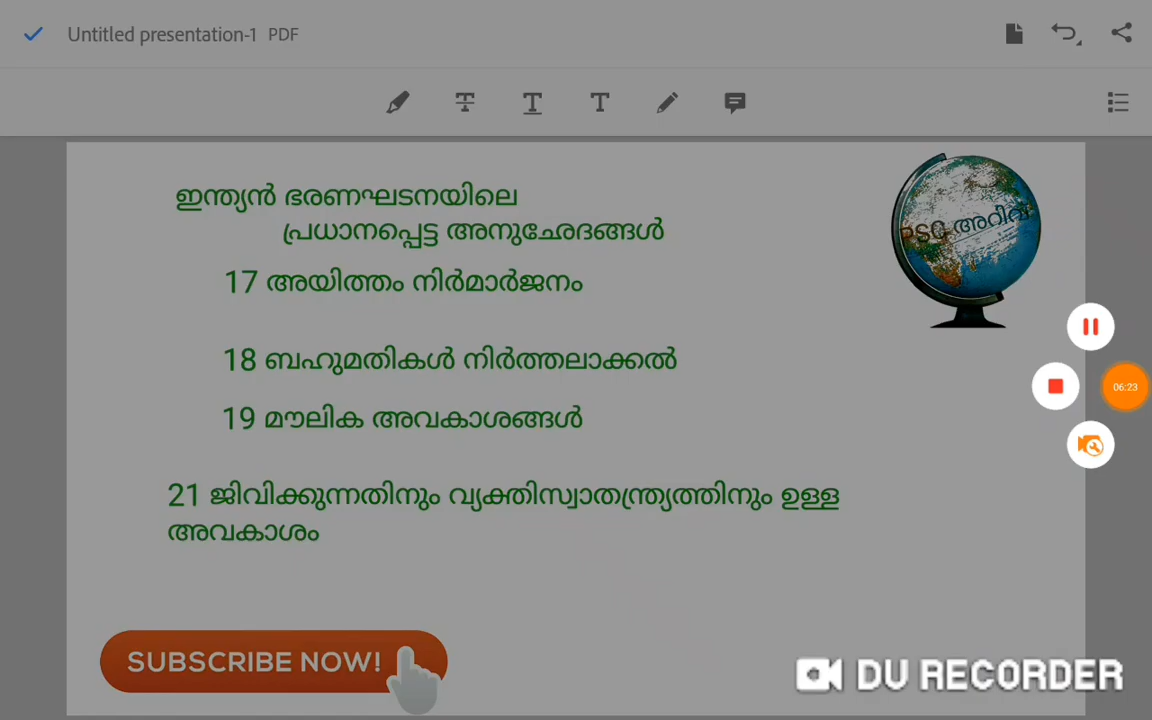 Untitled presentation-1 PDF
ഇന്ത്യൻ ഭരണഘടനയിലെ
പ്രധാനപ്പെട്ട അനുഛേദങ്ങൾ
PSC അറിവ്
17 അയിത്തം നിർമാർജനം
18 ബഹുമതികൾ നിർത്തലാക്കൽ
06:23
19 മൗലിക അവകാശങ്ങൾ
21 ജിവിക്കുന്നതിനും വ്യക്തിസ്വാതന്ത്ര്യത്തിനും ഉള്ള
അവകാശം
SUBSCRIBE NOW!
DU RECORDER